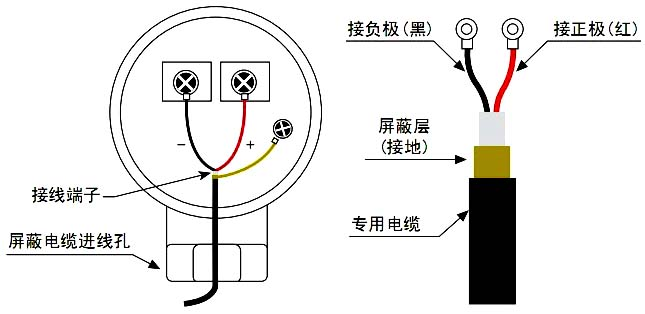 接负极(黑)
接正极(红)
屏蔽层
(接地)
− +
接线端子
专用电缆
屏蔽电缆进线孔